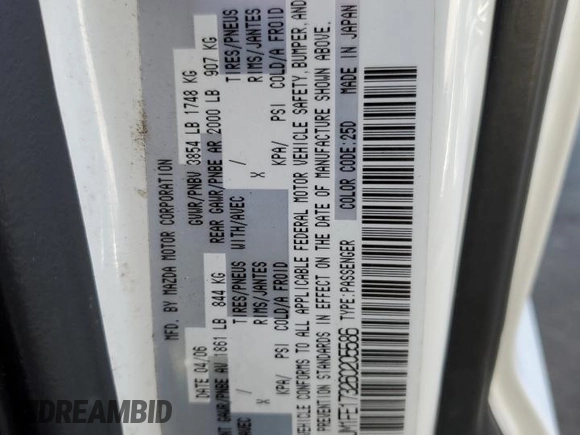 MFD. BY MAZDA MOTOR CORPORATION
DATE 04/06 GVWR/PNBV 3854 LB 1748 KG
GAWR/PNBE AV 1861 LB 844 KG REAR GAWR/PNBE AR 2000 LB 907 KG
/AVEC / TIRES/PNEUS WITH/AVEC / TIRES/PNEUS
X RIMS/JANTES X RIMS/JANTES
KPA/ PSI COLD/A FROID KPA/ PSI COLD/A FROID
VEHICLE CONFORMS TO ALL APPLICABLE FEDERAL MOTOR VEHICLE SAFETY, BUMPER, AND
PREVENTION STANDARDS IN EFFECT ON THE DATE OF MANUFACTURE SHOWN ABOVE.
JM1FE173260205586 TYPE:PASSENGER COLOR CODE:25D MADE IN JAPAN
DREAMBID